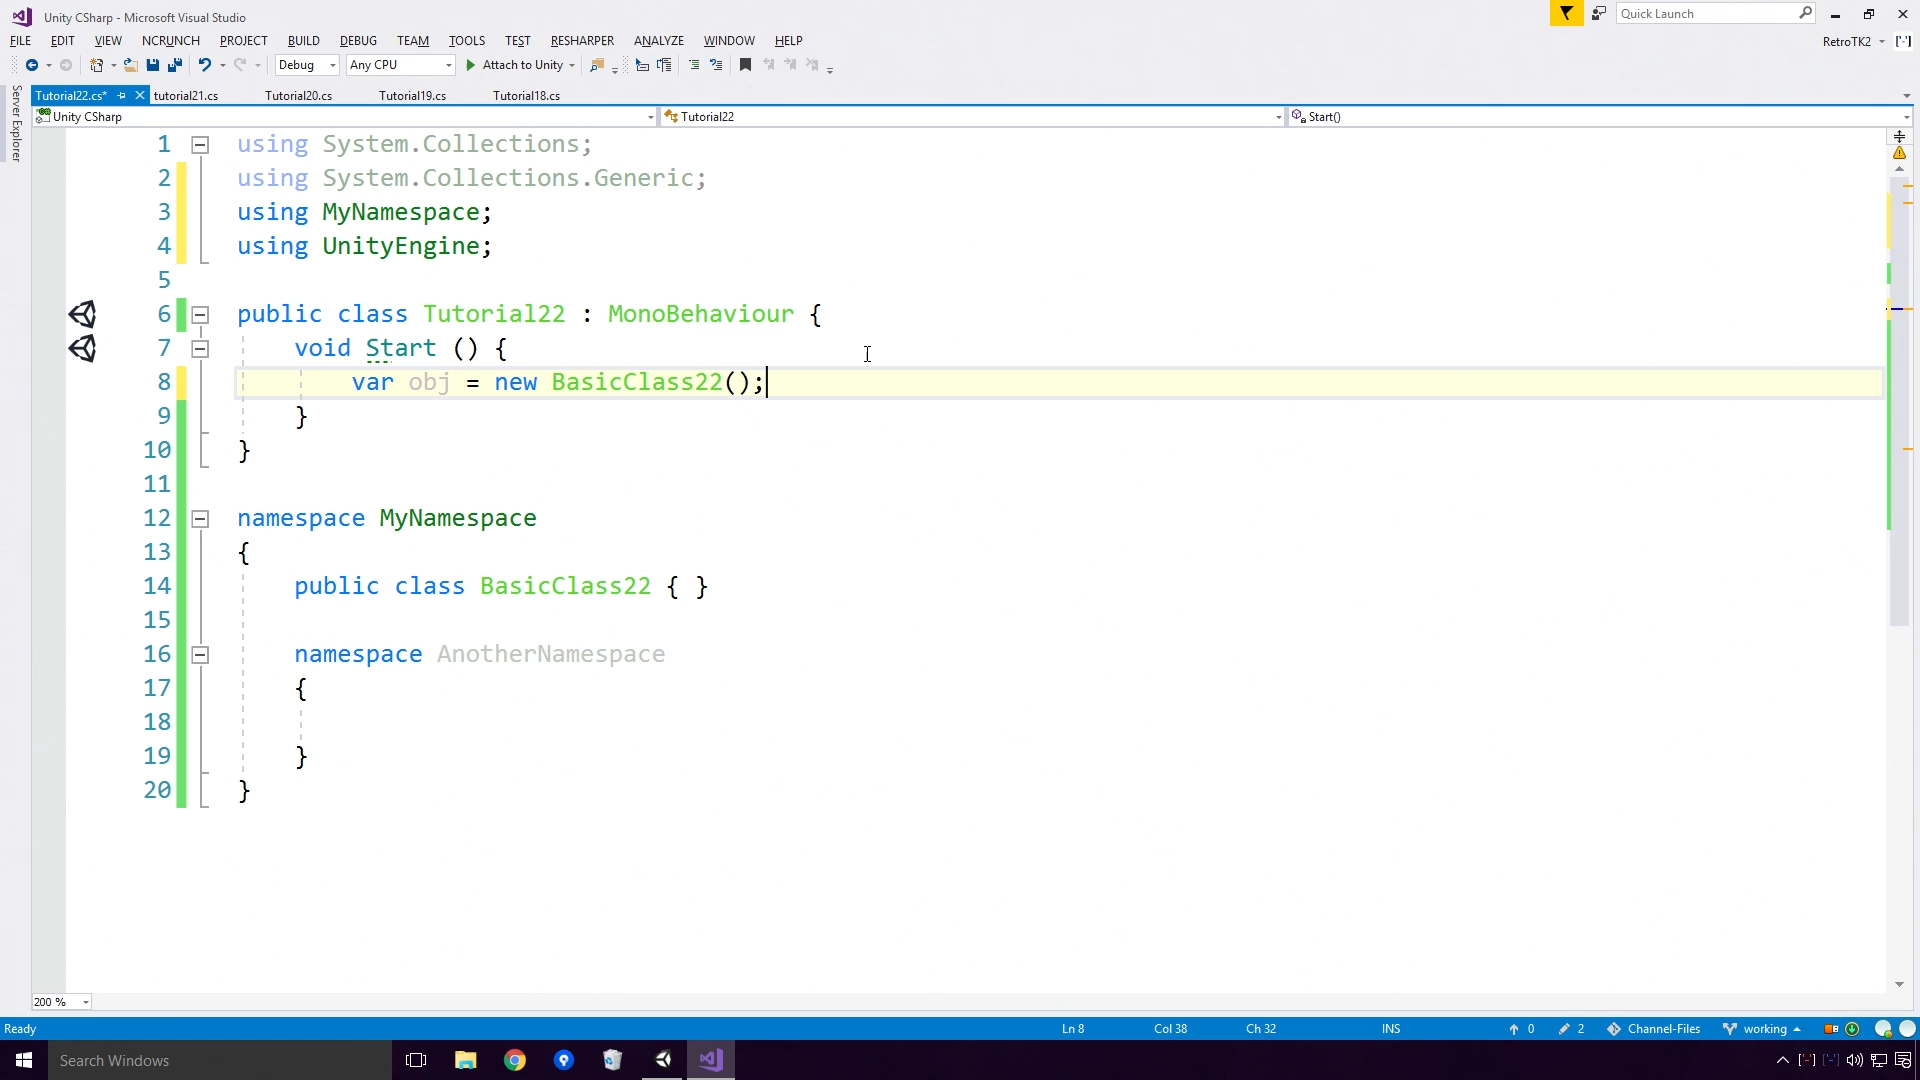 Unity CSharp - Microsoft Visual Studio
Quick Launch
FILE EDIT VIEW NCRUNCH PROJECT BUILD DEBUG TEAM TOOLS TEST RESHARPER ANALYZE WINDOW HELP
RetroTK2
Debug Any CPU Attach to Unity
Server Explorer
Tutorial22.cs* tutorial21.cs Tutorial20.cs Tutorial19.cs Tutorial18.cs
Unity CSharp Tutorial22 Start()
1 using System.Collections;
2 using System.Collections.Generic;
3 using MyNamespace;
4 using UnityEngine;
5
6 public class Tutorial22 : MonoBehaviour {
7 void Start () {
8 var obj = new BasicClass22();
9 }
10 }
11
12 namespace MyNamespace
13 {
14 public class BasicClass22 { }
15
16 namespace AnotherNamespace
17 {
18
19 }
20 }
200 %
Ready Ln 8 Col 38 Ch 32 INS 0 2 Channel-Files working
Search Windows